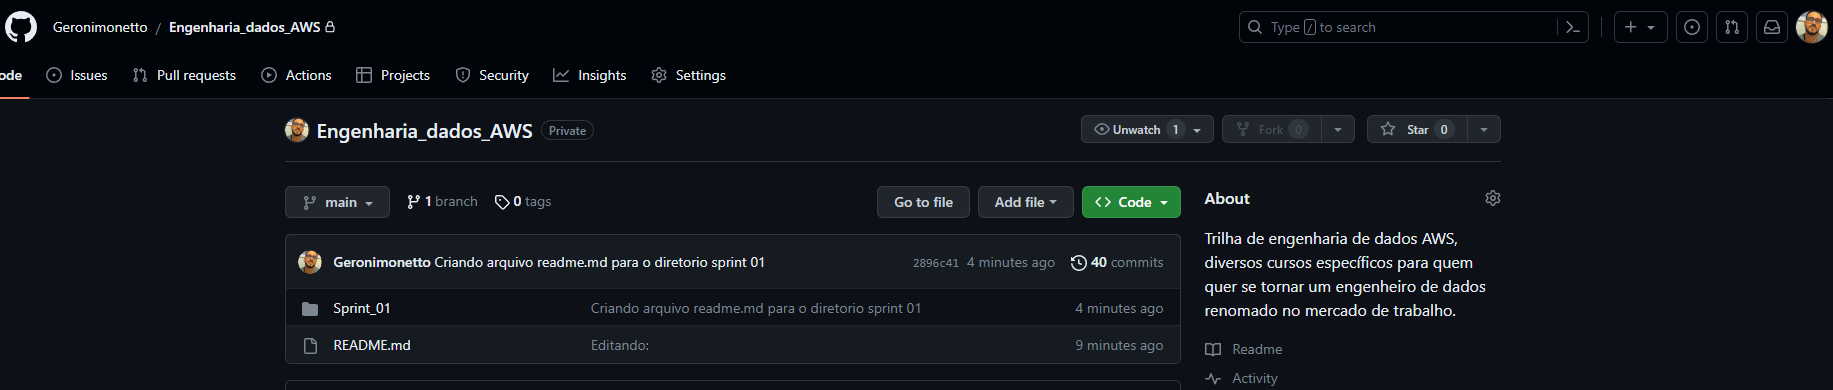 Geronimonetto / Engenharia_dados_AWS
Type / to search
ode Issues Pull requests Actions Projects Security Insights Settings
Engenharia_dados_AWS Private
Unwatch 1 Fork 0 Star 0
main 1 branch 0 tags Go to file Add file Code
About
Geronimonetto Criando arquivo readme.md para o diretorio sprint 01 2896c41 4 minutes ago 40 commits
Sprint_01 Criando arquivo readme.md para o diretorio sprint 01 4 minutes ago
README.md Editando: 9 minutes ago
Trilha de engenharia de dados AWS,
diversos cursos específicos para quem
quer se tornar um engenheiro de dados
renomado no mercado de trabalho.
Readme
Activity